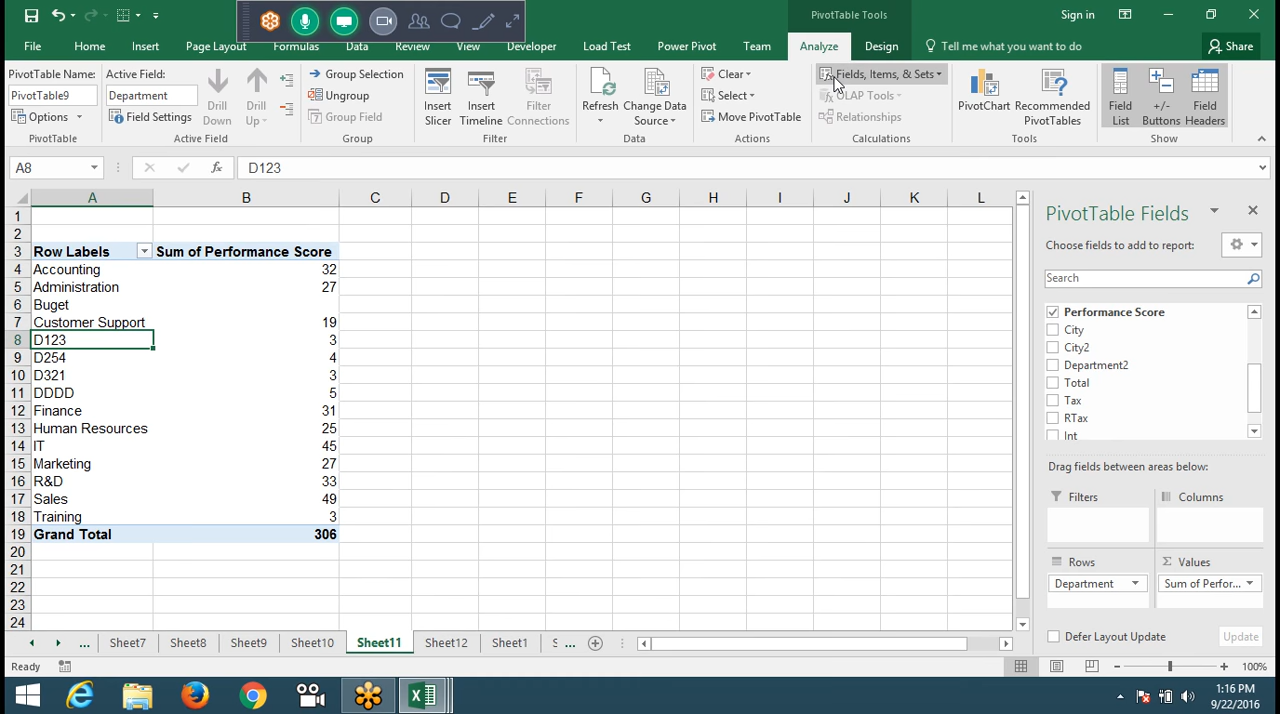 PivotTable Tools
Sign in
File Home Insert Page Layout Formulas Data Review View Developer Load Test Power Pivot Team Analyze Design Tell me what you want to do Share
PivotTable Name:
PivotTable9
Options
PivotTable
Active Field:
Department
Field Settings
Drill Down
Drill Up
Active Field
Group Selection
Ungroup
Group Field
Group
Insert Slicer
Insert Timeline
Filter Connections
Filter
Refresh
Change Data Source
Data
Clear
Select
Move PivotTable
Actions
Fields, Items, & Sets
OLAP Tools
Relationships
Calculations
PivotChart
Recommended PivotTables
Tools
Field List
+/- Buttons
Field Headers
Show
A8 fx D123
A B C D E F G H I J K L
1
2
3 Row Labels Sum of Performance Score
4 Accounting 32
5 Administration 27
6 Buget
7 Customer Support 19
8 D123 3
9 D254 4
10 D321 3
11 DDDD 5
12 Finance 31
13 Human Resources 25
14 IT 45
15 Marketing 27
16 R&D 33
17 Sales 49
18 Training 3
19 Grand Total 306
20
21
22
23
24
PivotTable Fields
Choose fields to add to report:
Search
Performance Score
City
City2
Department2
Total
Tax
RTax
Int
Drag fields between areas below:
Filters
Columns
Rows
Department
Σ Values
Sum of Perfor...
Defer Layout Update
Update
... Sheet7 Sheet8 Sheet9 Sheet10 Sheet11 Sheet12 Sheet1 S ...
Ready
100%
1:16 PM
9/22/2016